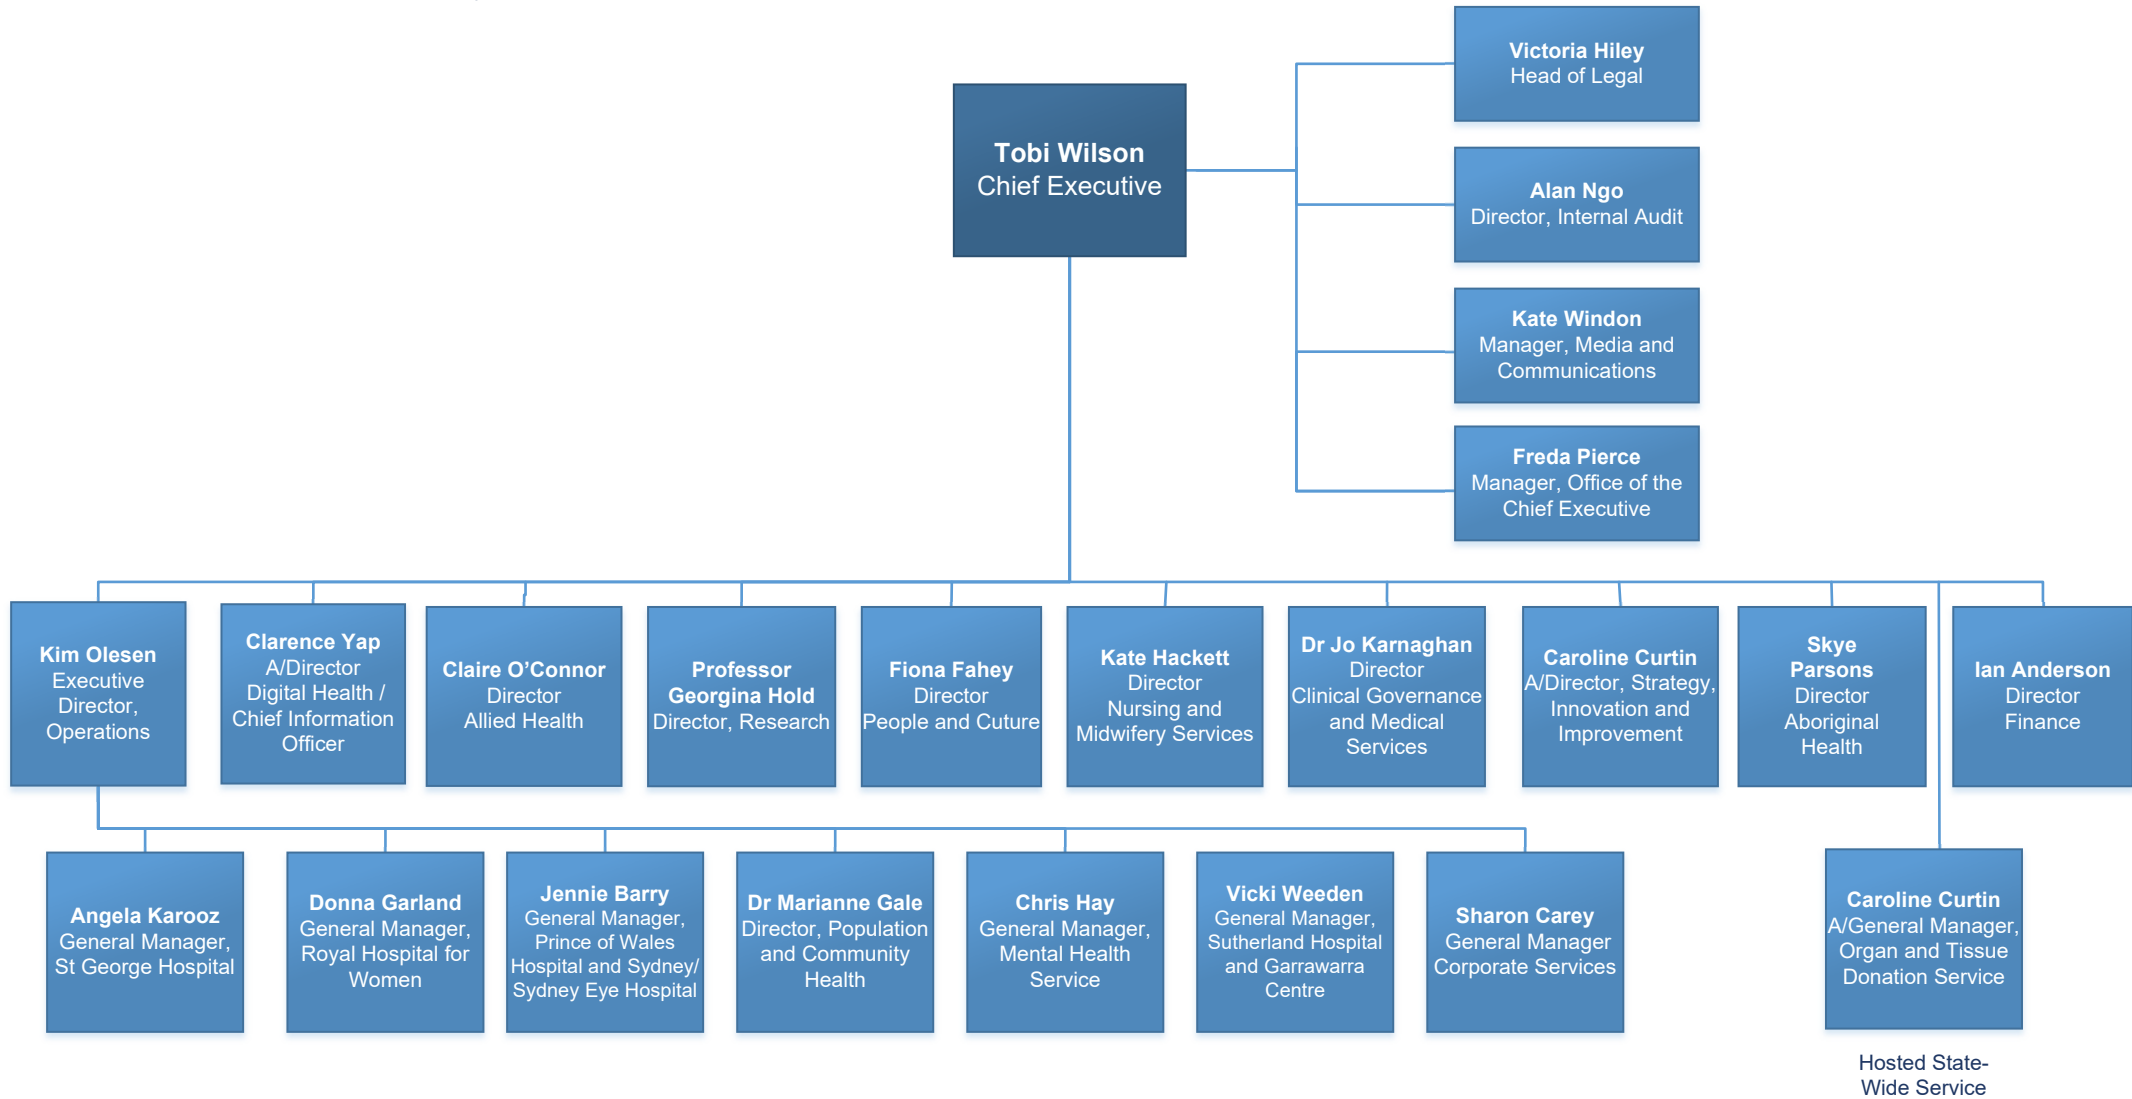 Victoria Hiley
Head of Legal
Tobi Wilson
Chief Executive
Alan Ngo
Director, Internal Audit
Kate Windon
Manager, Media and
Communications
Freda Pierce
Manager, Office of the
Chief Executive
Kim Olesen
Executive
Director,
Operations
Clarence Yap
A/Director
Digital Health /
Chief Information
Officer
Claire O’Connor
Director
Allied Health
Professor
Georgina Hold
Director, Research
Fiona Fahey
Director
People and Cuture
Kate Hackett
Director
Nursing and
Midwifery Services
Dr Jo Karnaghan
Director
Clinical Governance
and Medical
Services
Caroline Curtin
A/Director, Strategy,
Innovation and
Improvement
Skye
Parsons
Director
Aboriginal
Health
Ian Anderson
Director
Finance
Angela Karooz
General Manager,
St George Hospital
Donna Garland
General Manager,
Royal Hospital for
Women
Jennie Barry
General Manager,
Prince of Wales
Hospital and Sydney/
Sydney Eye Hospital
Dr Marianne Gale
Director, Population
and Community
Health
Chris Hay
General Manager,
Mental Health
Service
Vicki Weeden
General Manager,
Sutherland Hospital
and Garrawarra
Centre
Sharon Carey
General Manager
Corporate Services
Caroline Curtin
A/General Manager,
Organ and Tissue
Donation Service
Hosted State-
Wide Service